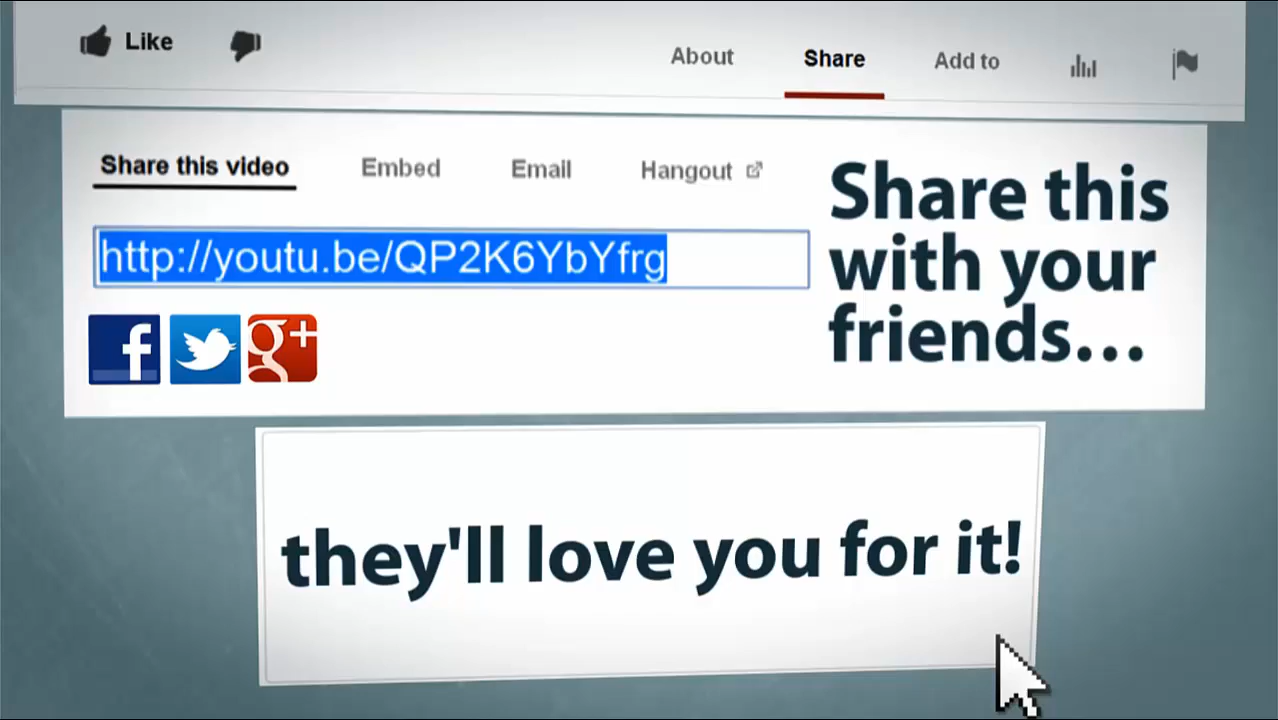 Like
About Share Add to
Share this video Embed Email Hangout
http://youtu.be/QP2K6YbYfrg
f g+
Share this
with your
friends...
they'll love you for it!